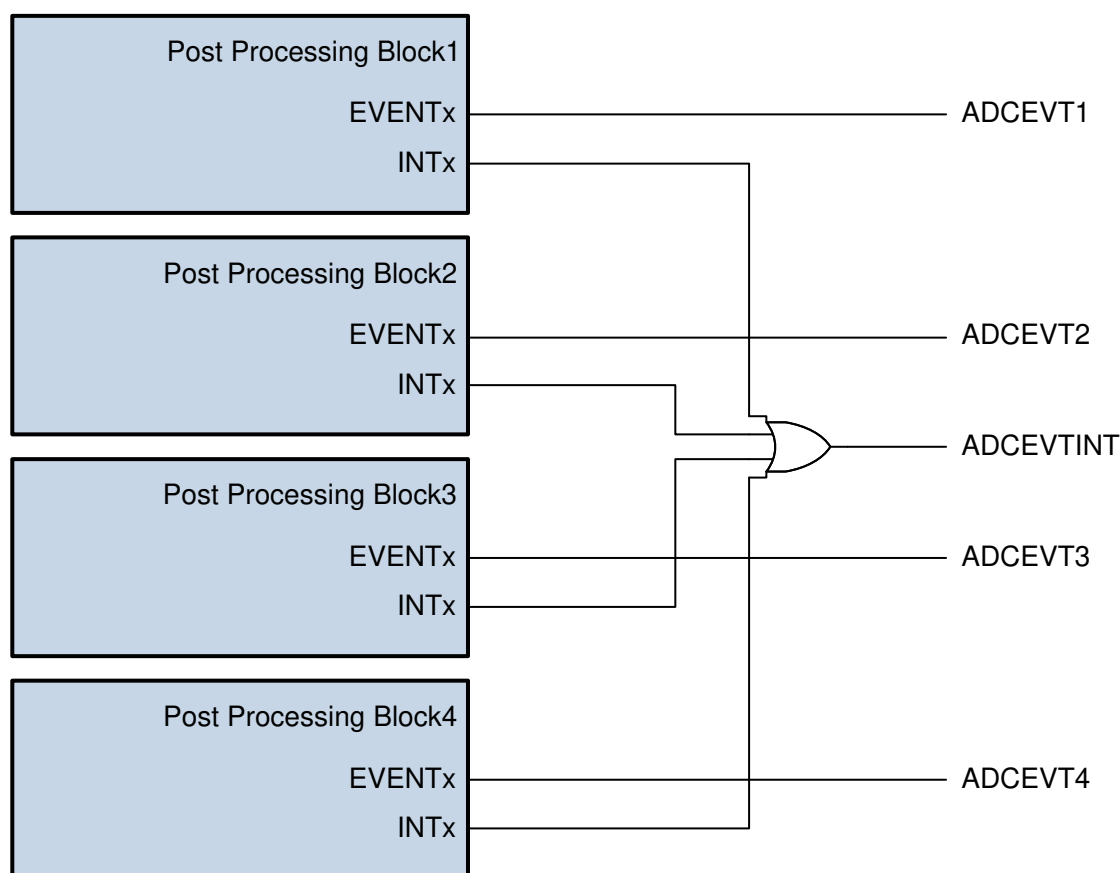 Post Processing Block1
EVENTx
ADCEVT1
INTx
Post Processing Block2
EVENTx
ADCEVT2
INTx
ADCEVTINT
Post Processing Block3
EVENTx
ADCEVT3
INTx
Post Processing Block4
EVENTx
ADCEVT4
INTx